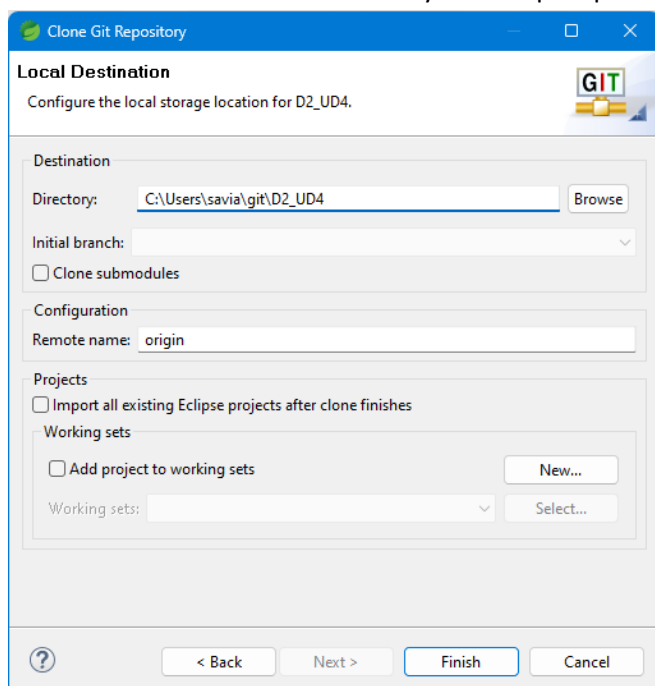 Clone Git Repository
Local Destination
Configure the local storage location for D2_UD4.
GIT
Destination
Directory: C:\Users\savia\git\D2_UD4 Browse
Initial branch:
Clone submodules
Configuration
Remote name: origin
Projects
Import all existing Eclipse projects after clone finishes
Working sets
Add project to working sets New...
Working sets: Select...
? < Back Next > Finish Cancel